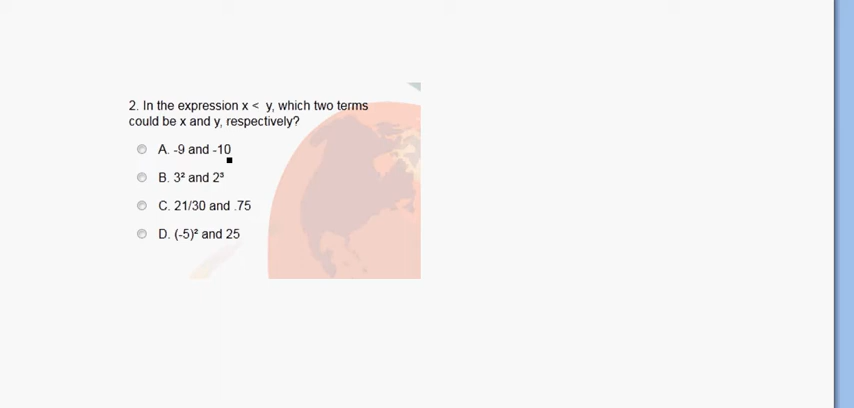 2. In the expression x < y, which two terms
could be x and y, respectively?
A. -9 and -10
B. 3² and 2³
C. 21/30 and .75
D. (-5)² and 25